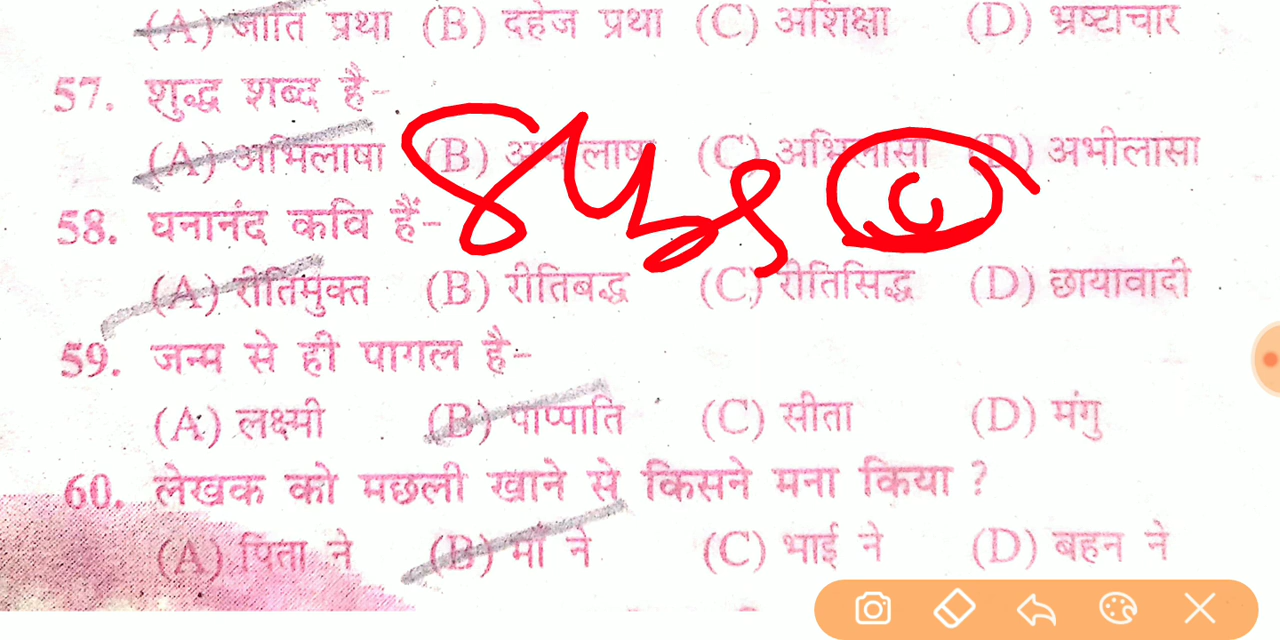 (A) जाति प्रथा (B) दहेज प्रथा (C) अशिक्षा (D) भ्रष्टाचार
57. शुद्ध शब्द है-
(A) अभिलाषा (B) (C) अभिलासा (D) अभीलासा
58. घनानंद कवि हैं-
(A) रीतिमुक्त (B) रीतिबद्ध (C) रीतिसिद्ध (D) छायावादी
59. जन्म से ही पागल है-
(A) लक्ष्मी (B) पाप्पाति (C) सीता (D) मंगु
60. लेखक को मछली खाने से किसने मना किया ?
(A) पिता ने (B) माँ ने (C) भाई ने (D) बहन ने